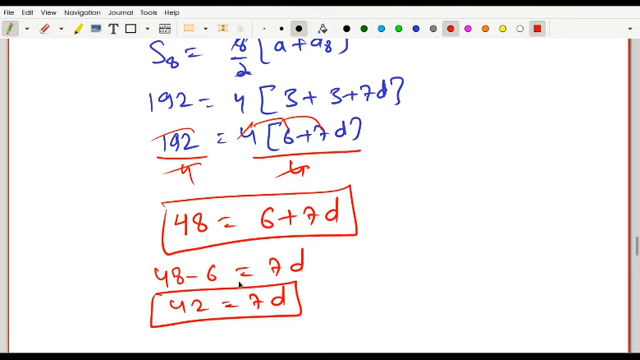 File Edit View Navigation Journal Tools Help
S₈ = 8/2 [a + a₈)
192 = 4 [3 + 3 + 7d]
192/4 = 4[6+7d]/4
48 = 6+7d
48 - 6 = 7d
42 = 7d